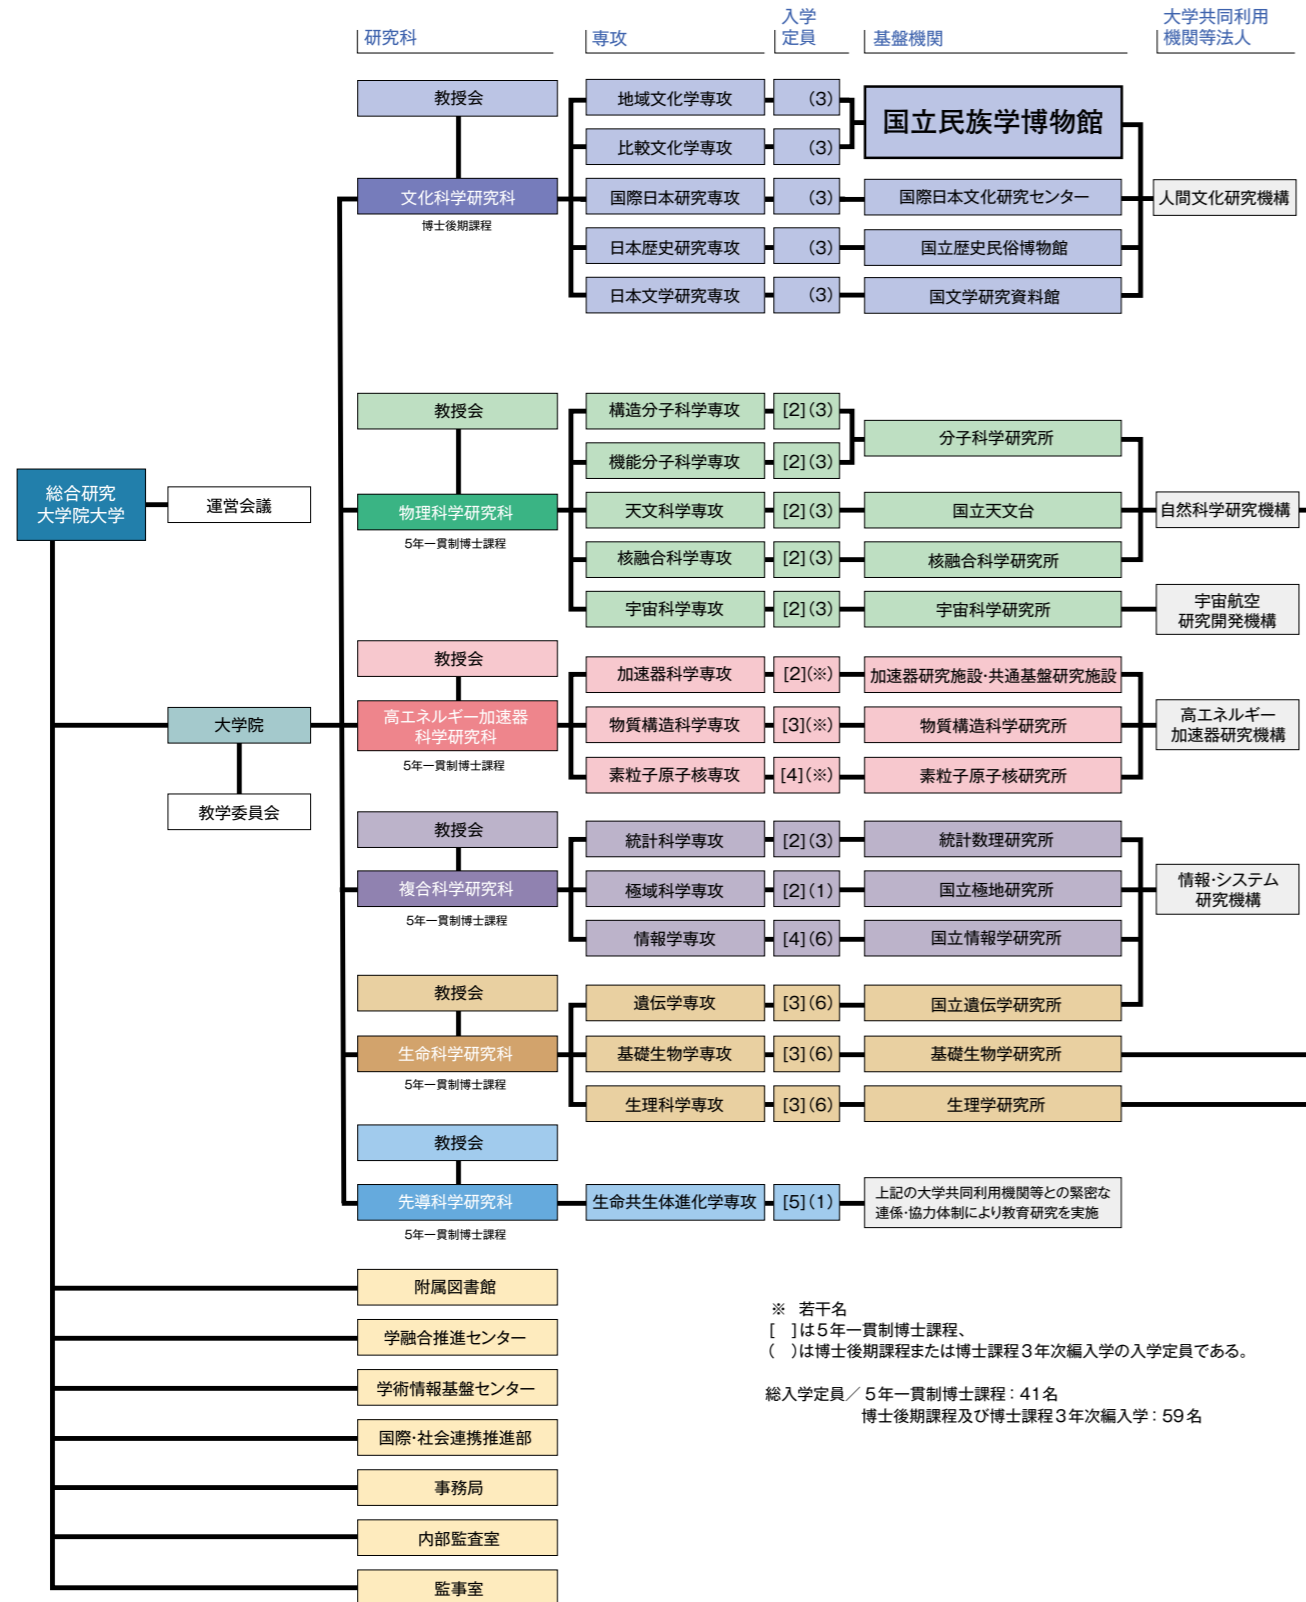 研究科
専攻
入学
定員
基盤機関
大学共同利用
機関等法人
教授会
文化科学研究科
博士後期課程
地域文化学専攻
(3)
比較文化学専攻
(3)
国立民族学博物館
国際日本研究専攻
(3)
国際日本文化研究センター
日本歴史研究専攻
(3)
国立歴史民俗博物館
日本文学研究専攻
(3)
国文学研究資料館
人間文化研究機構
総合研究
大学院大学
運営会議
教授会
物理科学研究科
5年一貫制博士課程
構造分子科学専攻
[2](3)
機能分子科学専攻
[2](3)
分子科学研究所
天文科学専攻
[2](3)
国立天文台
核融合科学専攻
[2](3)
核融合科学研究所
自然科学研究機構
宇宙科学専攻
[2](3)
宇宙科学研究所
宇宙航空
研究開発機構
大学院
教学委員会
教授会
高エネルギー加速器
科学研究科
5年一貫制博士課程
加速器科学専攻
[2](※)
加速器研究施設・共通基盤研究施設
物質構造科学専攻
[3](※)
物質構造科学研究所
素粒子原子核専攻
[4](※)
素粒子原子核研究所
高エネルギー
加速器研究機構
教授会
複合科学研究科
5年一貫制博士課程
統計科学専攻
[2](3)
統計数理研究所
極域科学専攻
[2](1)
国立極地研究所
情報学専攻
[4](6)
国立情報学研究所
情報・システム
研究機構
教授会
生命科学研究科
5年一貫制博士課程
遺伝学専攻
[3](6)
国立遺伝学研究所
基礎生物学専攻
[3](6)
基礎生物学研究所
生理科学専攻
[3](6)
生理学研究所
教授会
先導科学研究科
5年一貫制博士課程
生命共生体進化学専攻
[5](1)
上記の大学共同利用機関等との緊密な
連係・協力体制により教育研究を実施
附属図書館
学融合推進センター
学術情報基盤センター
国際・社会連携推進部
事務局
内部監査室
監事室
※ 若干名
[ ]は5年一貫制博士課程、
( )は博士後期課程または博士課程3年次編入学の入学定員である。
総入学定員／5年一貫制博士課程：41名
博士後期課程及び博士課程3年次編入学：59名